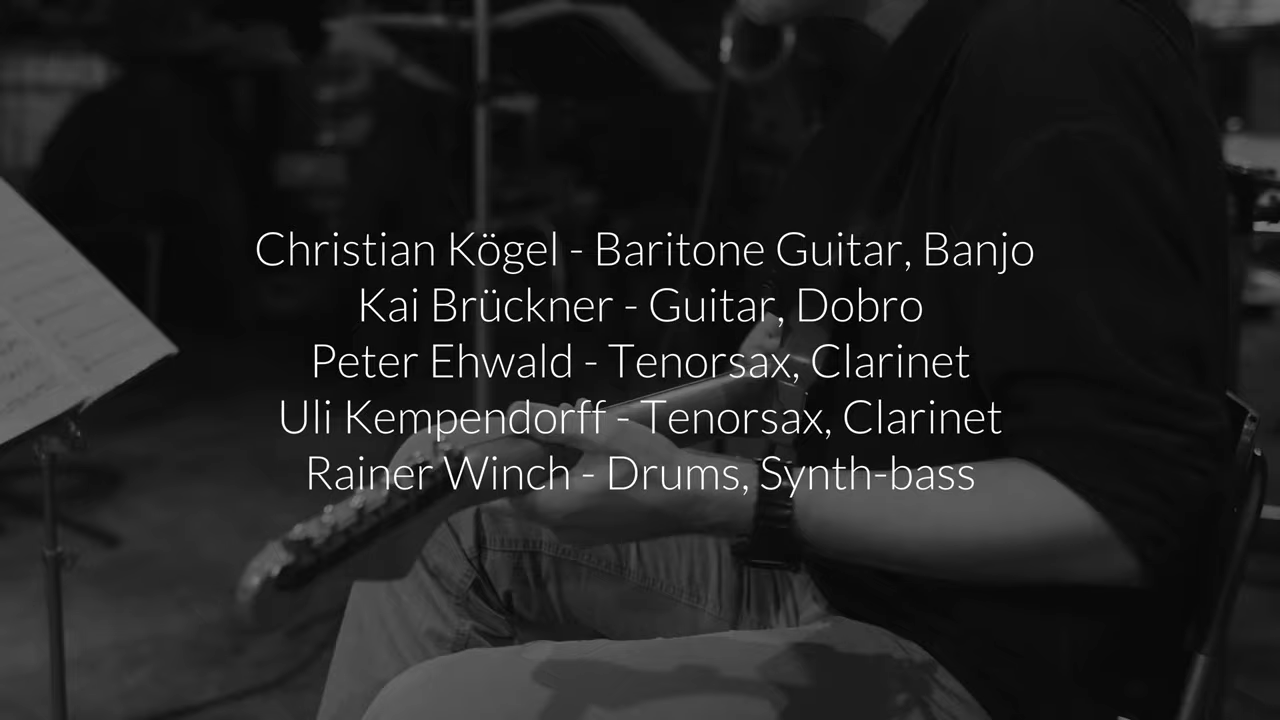 Christian Kögel - Baritone Guitar, Banjo
Kai Brückner - Guitar, Dobro
Peter Ehwald - Tenorsax, Clarinet
Uli Kempendorff - Tenorsax, Clarinet
Rainer Winch - Drums, Synth-bass